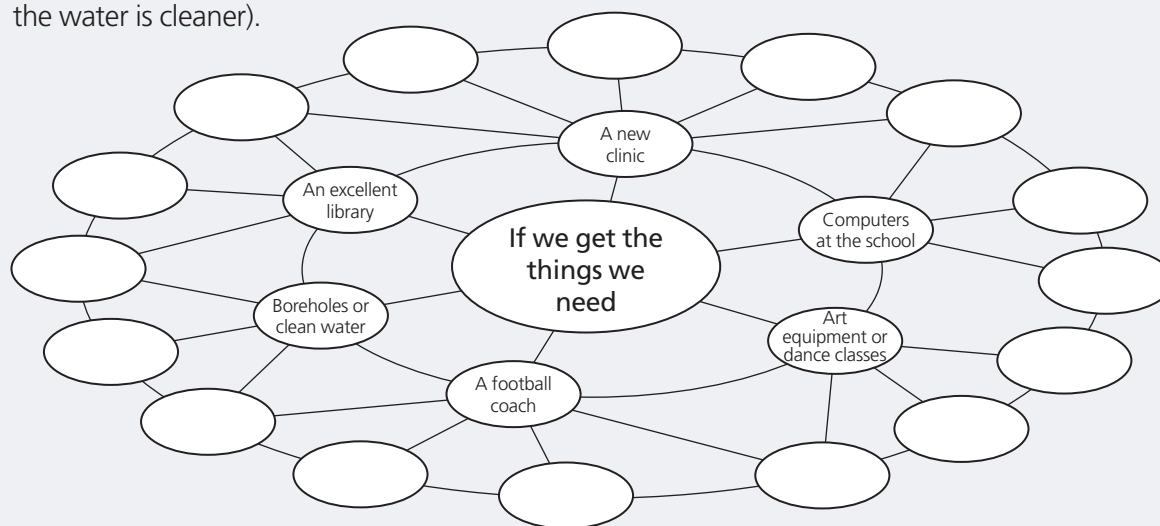 the water is cleaner).
A new
clinic
An excellent
library
Computers
at the school
If we get the
things we
need
Boreholes or
clean water
Art
equipment or
dance classes
A football
coach